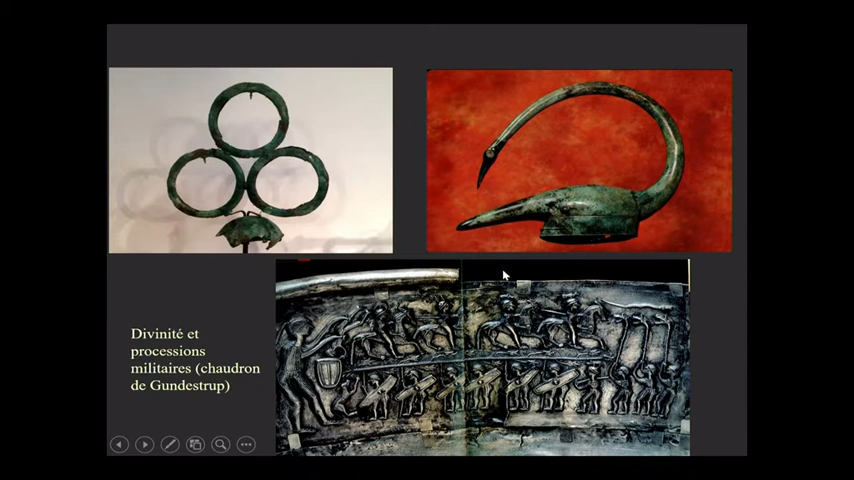 Divinité et
processions
militaires (chaudron
de Gundestrup)